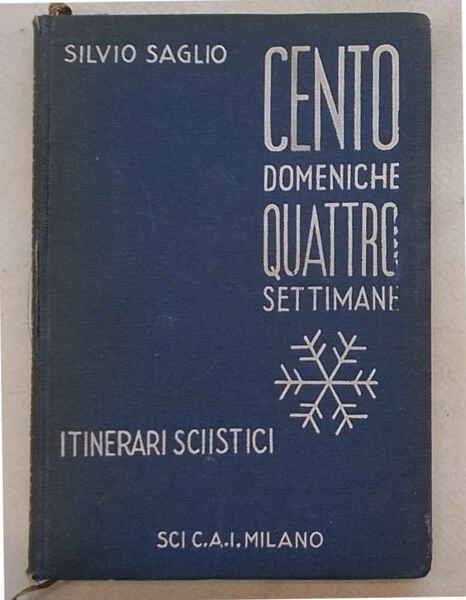 SILVIO SAGLIO
CENTO
DOMENICHE
QUATTRO
SETTIMANE
ITINERARI SCIISTICI
SCI C.A.I. MILANO